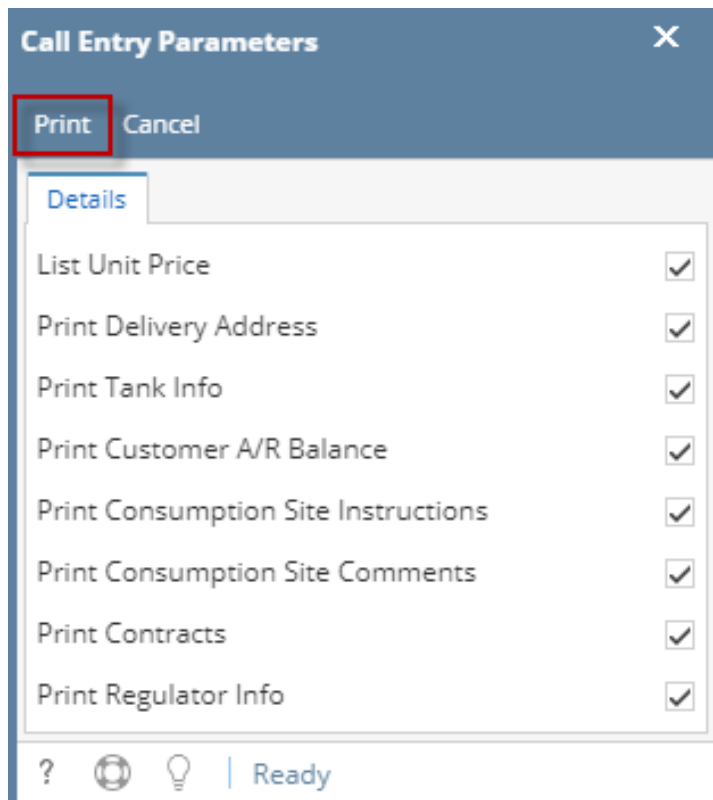 Call Entry Parameters
Print Cancel
Details
List Unit Price
Print Delivery Address
Print Tank Info
Print Customer A/R Balance
Print Consumption Site Instructions
Print Consumption Site Comments
Print Contracts
Print Regulator Info
? Ready